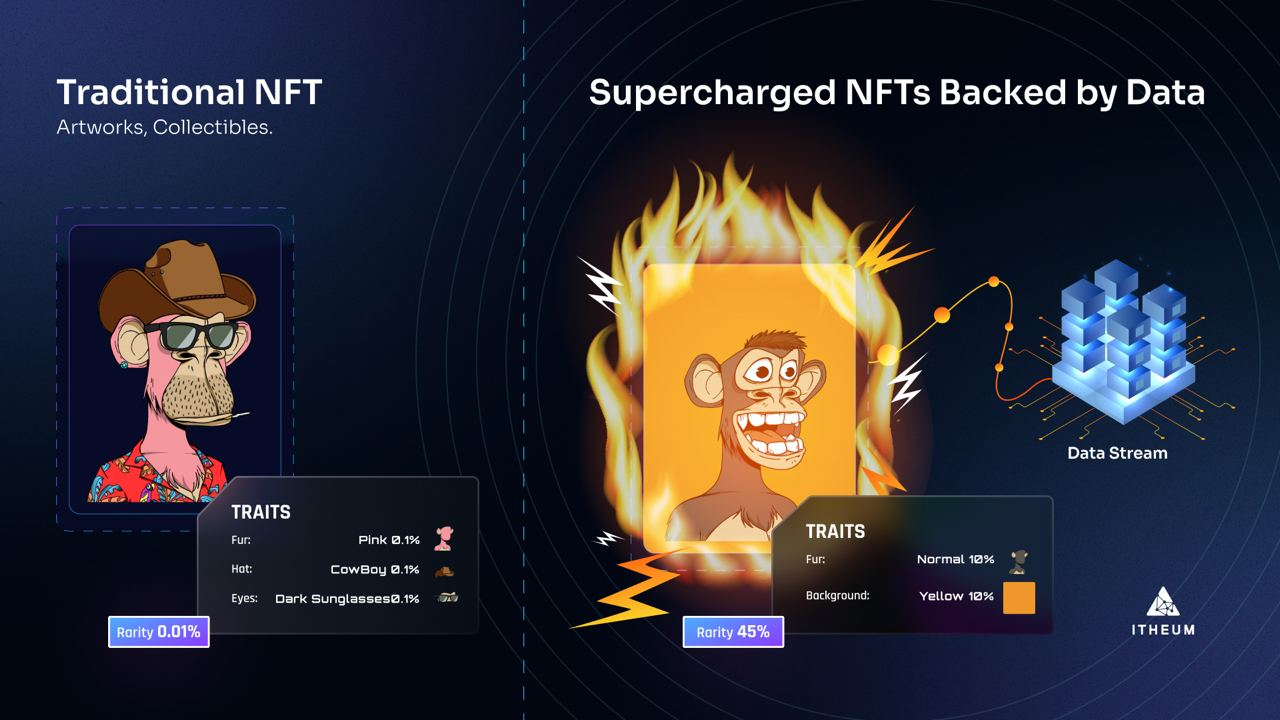 Traditional NFT
Artworks, Collectibles.
TRAITS
Fur: Pink 0.1%
Hat: CowBoy 0.1%
Eyes: Dark Sunglasses0.1%
Rarity 0.01%
Supercharged NFTs Backed by Data
Data Stream
TRAITS
Fur: Normal 10%
Background: Yellow 10%
Rarity 45%
ITHEUM